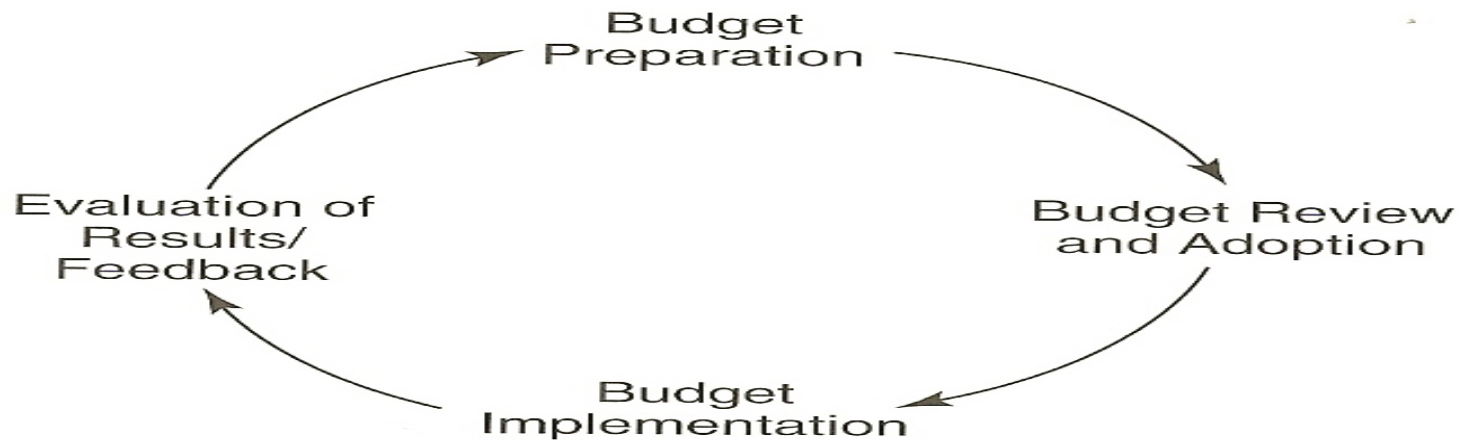 Budget
Preparation
Budget Review
and Adoption
Budget
Implementation
Evaluation of
Results/
Feedback